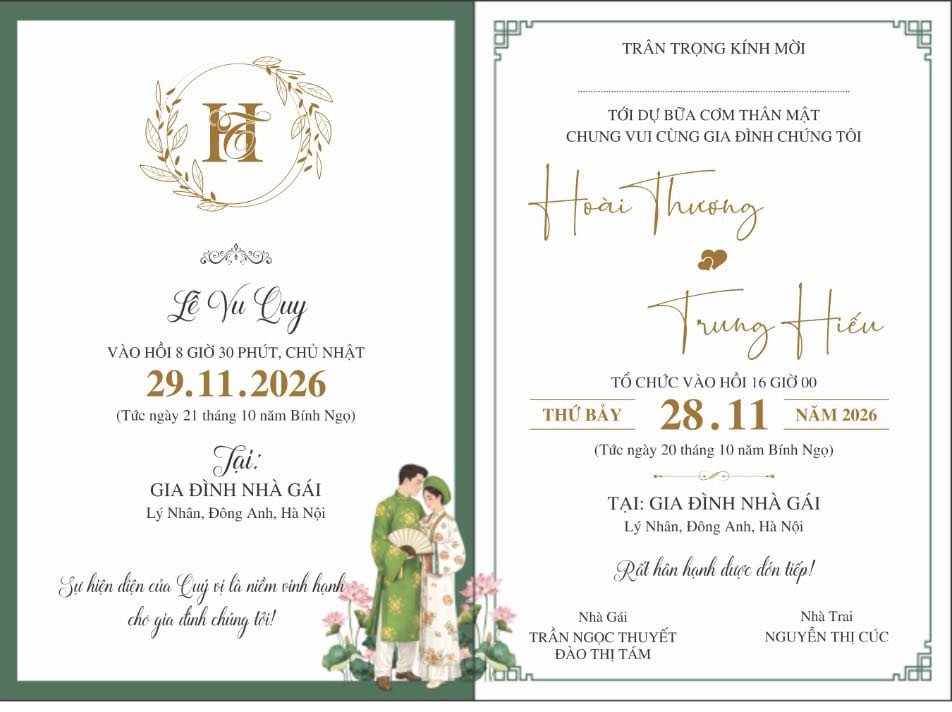 HT
Lễ Vu Quy
VÀO HỒI 8 GIỜ 30 PHÚT, CHỦ NHẬT
29.11.2026
(Tức ngày 21 tháng 10 năm Bính Ngọ)
Tại:
GIA ĐÌNH NHÀ GÁI
Lý Nhân, Đông Anh, Hà Nội
Sự hiện diện của Quý vị là niềm vinh hạnh
cho gia đình chúng tôi!
TRÂN TRỌNG KÍNH MỜI
TỚI DỰ BỮA CƠM THÂN MẬT
CHUNG VUI CÙNG GIA ĐÌNH CHÚNG TÔI
Hoài Thương
Trung Hiếu
TỔ CHỨC VÀO HỒI 16 GIỜ 00
THỨ BẢY 28.11 NĂM 2026
(Tức ngày 20 tháng 10 năm Bính Ngọ)
TẠI: GIA ĐÌNH NHÀ GÁI
Lý Nhân, Đông Anh, Hà Nội
Rất hân hạnh được đón tiếp!
Nhà Gái
TRẦN NGỌC THUYẾT
ĐÀO THỊ TÁM
Nhà Trai
NGUYỄN THỊ CÚC